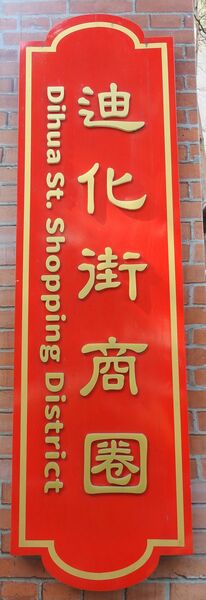 迪化街商圈
Dihua St. Shopping District